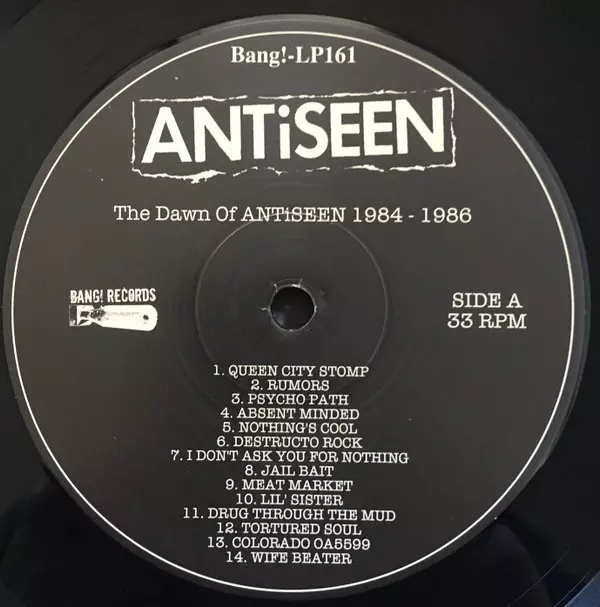 Bang!-LP161
ANTiSEEN
The Dawn Of ANTiSEEN 1984 - 1986
BANG! RECORDS
SIDE A
33 RPM
1. QUEEN CITY STOMP
2. RUMORS
3. PSYCHO PATH
4. ABSENT MINDED
5. NOTHING'S COOL
6. DESTRUCTO ROCK
7. I DON'T ASK YOU FOR NOTHING
8. JAIL BAIT
9. MEAT MARKET
10. LIL' SISTER
11. DRUG THROUGH THE MUD
12. TORTURED SOUL
13. COLORADO OA5599
14. WIFE BEATER